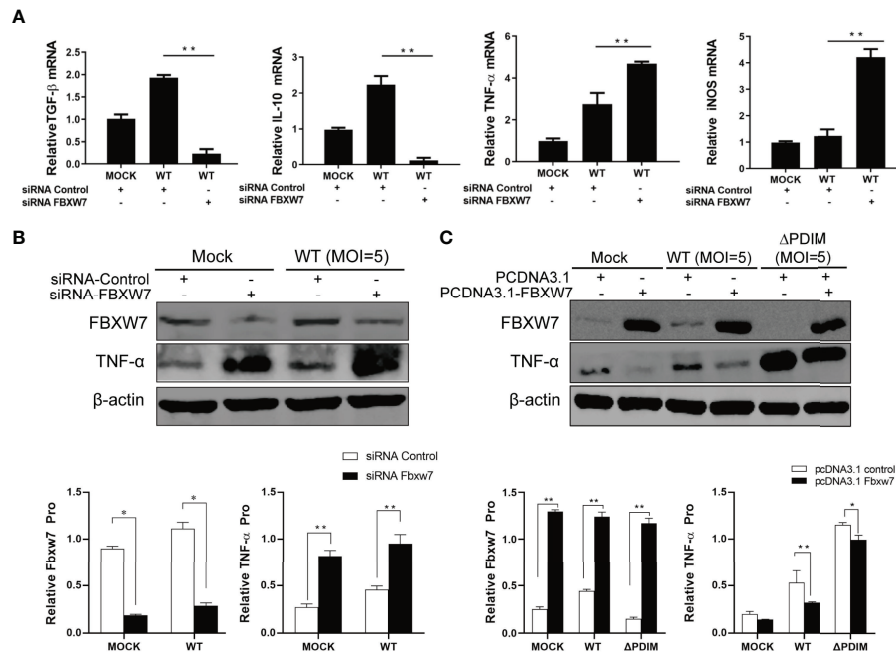 A
Relative TGF-β mRNA
2.5
2.0
1.5
1.0
0.5
0.0
**
MOCK WT WT
siRNA Control + + -
siRNA FBXW7 - - +
Relative IL-10 mRNA
3
2
1
0
**
MOCK WT WT
siRNA Control + + -
siRNA FBXW7 - - +
Relative TNF-α mRNA
6
4
2
0
**
MOCK WT WT
siRNA Control + + -
siRNA FBXW7 - - +
Relative iNOS mRNA
5
4
3
2
1
0
**
MOCK WT WT
siRNA Control + + -
siRNA FBXW7 - - +
B
Mock WT (MOI=5)
siRNA-Control + - + -
siRNA-FBXW7 - + - +
FBXW7
TNF-α
β-actin
siRNA Control
siRNA Fbxw7
Relative Fbxw7 Pro
1.5
1.0
0.5
0.0
* *
MOCK WT
Relative TNF-α Pro
1.5
1.0
0.5
0.0
** **
MOCK WT
C
Mock WT (MOI=5) ΔPDIM (MOI=5)
PCDNA3.1 + - + - + +
PCDNA3.1-FBXW7 - + - + - +
FBXW7
TNF-α
β-actin
pcDNA3.1 control
pcDNA3.1 Fbxw7
Relative Fbxw7 Pro
1.5
1.0
0.5
0.0
** ** **
MOCK WT ΔPDIM
Relative TNF-α Pro
1.5
1.0
0.5
0.0
** *
MOCK WT ΔPDIM